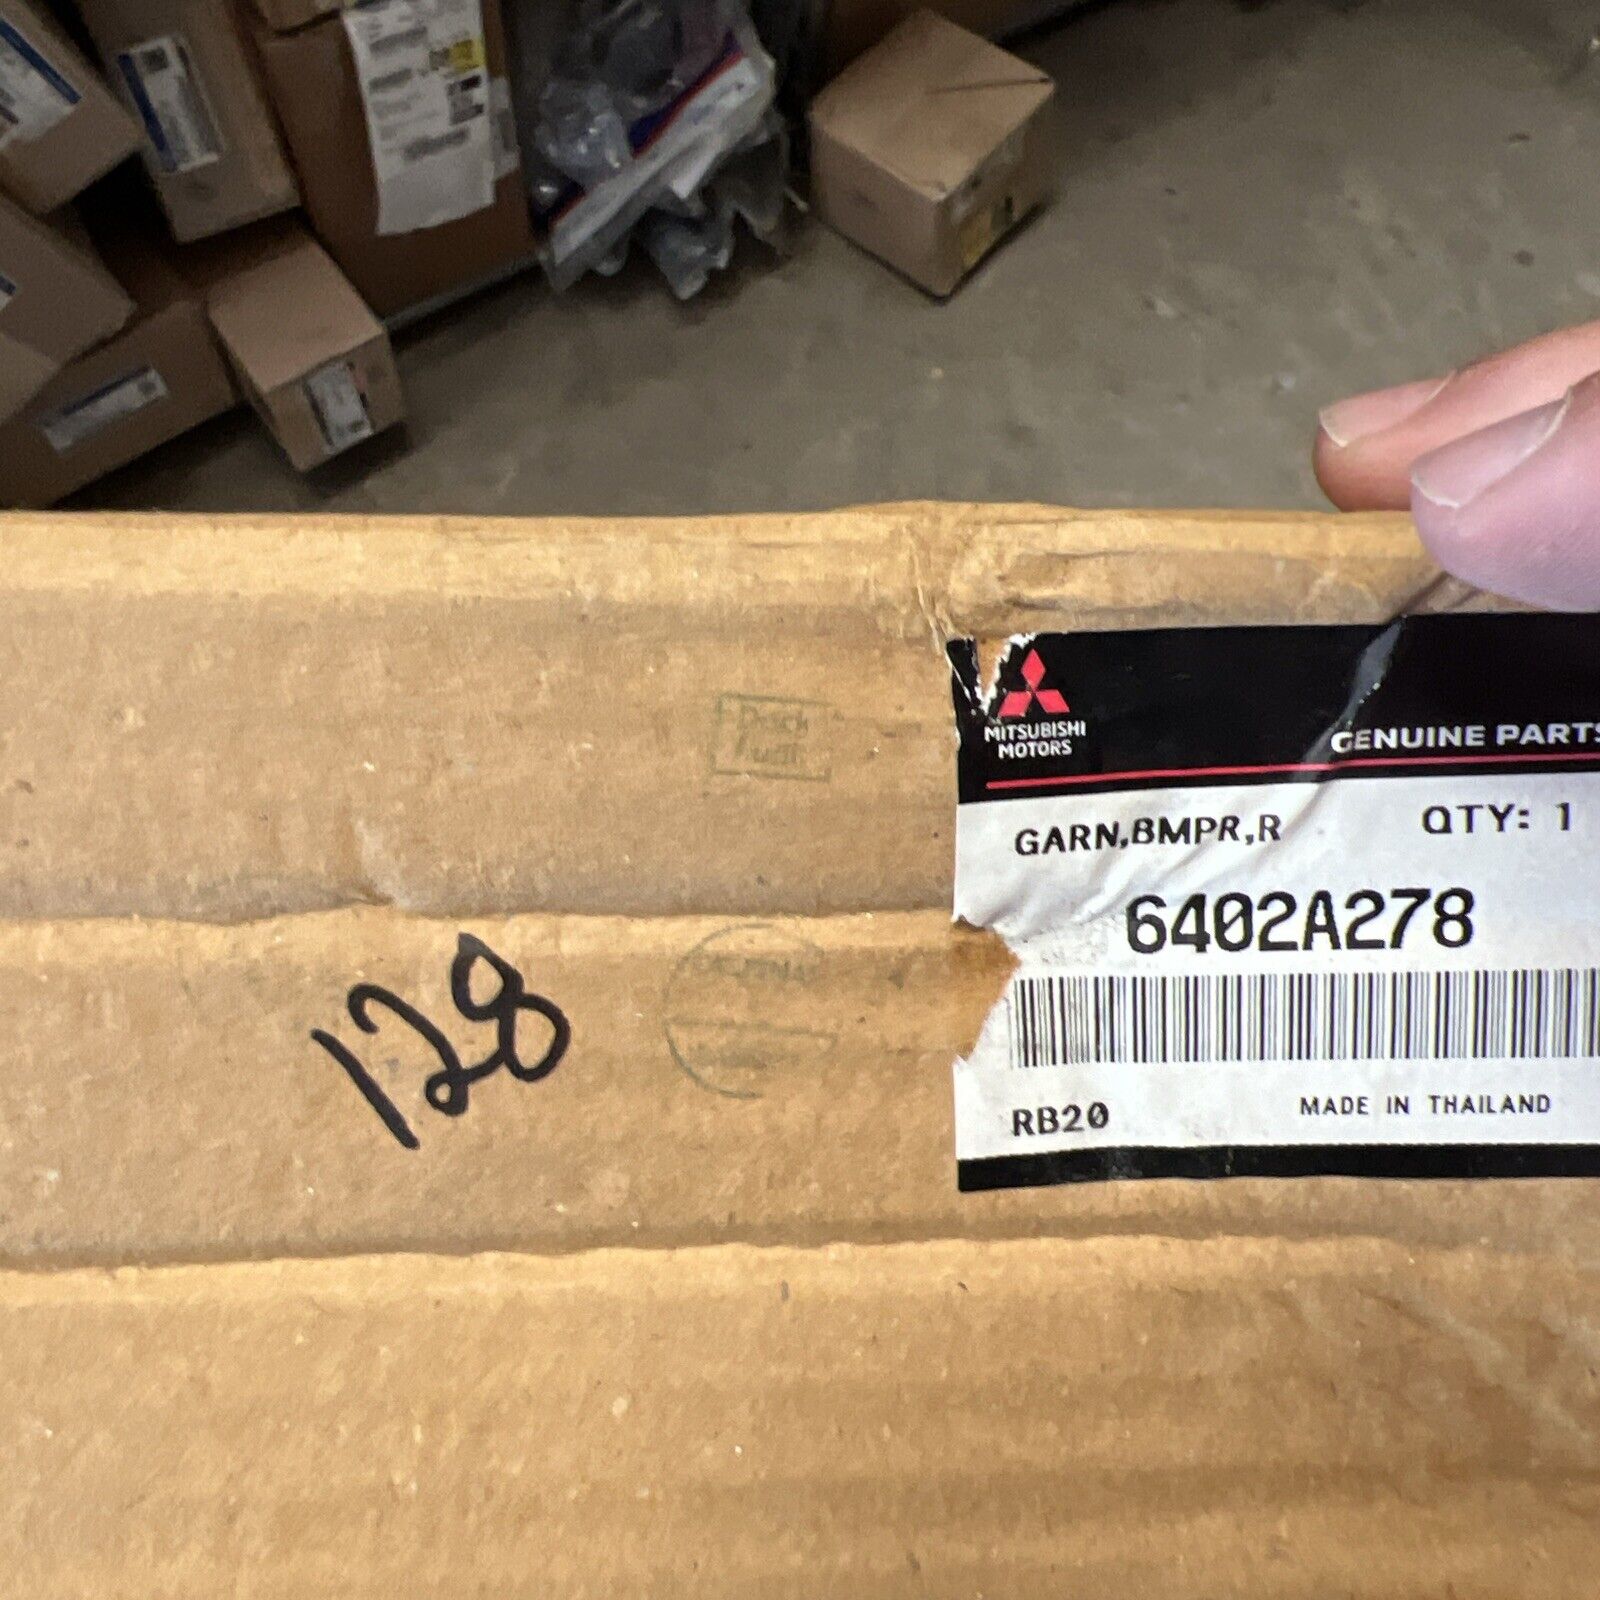 MITSUBISHI
MOTORS
GENUINE PARTS
GARN,BMPR,R
QTY: 1
6402A278
RB20
MADE IN THAILAND
128